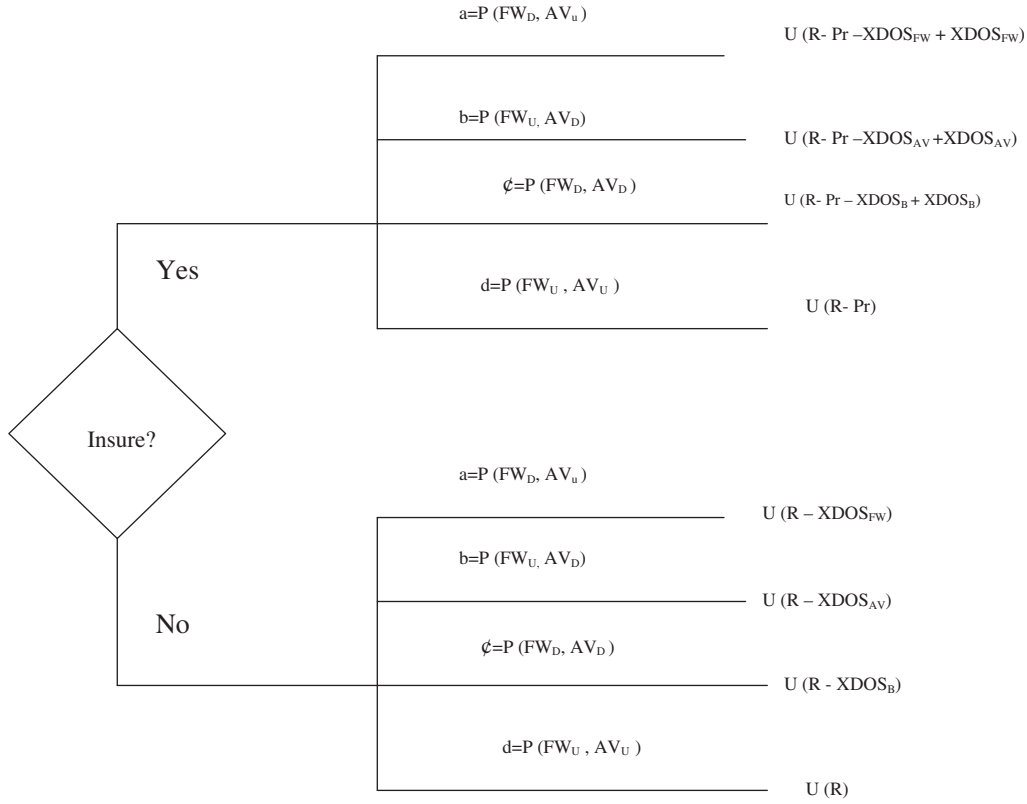 a=P (FW_D, AV_u)
U (R- Pr –XDOS_FW + XDOS_FW)
b=P (FW_U, AV_D)
U (R- Pr –XDOS_AV +XDOS_AV)
₵=P (FW_D, AV_D )
U (R- Pr – XDOS_B + XDOS_B)
Yes
d=P (FW_U , AV_U )
U (R- Pr)
Insure?
a=P (FW_D, AV_u )
U (R – XDOS_FW)
b=P (FW_U, AV_D)
U (R – XDOS_AV)
No
₵=P (FW_D, AV_D )
U (R - XDOS_B)
d=P (FW_U , AV_U )
U (R)